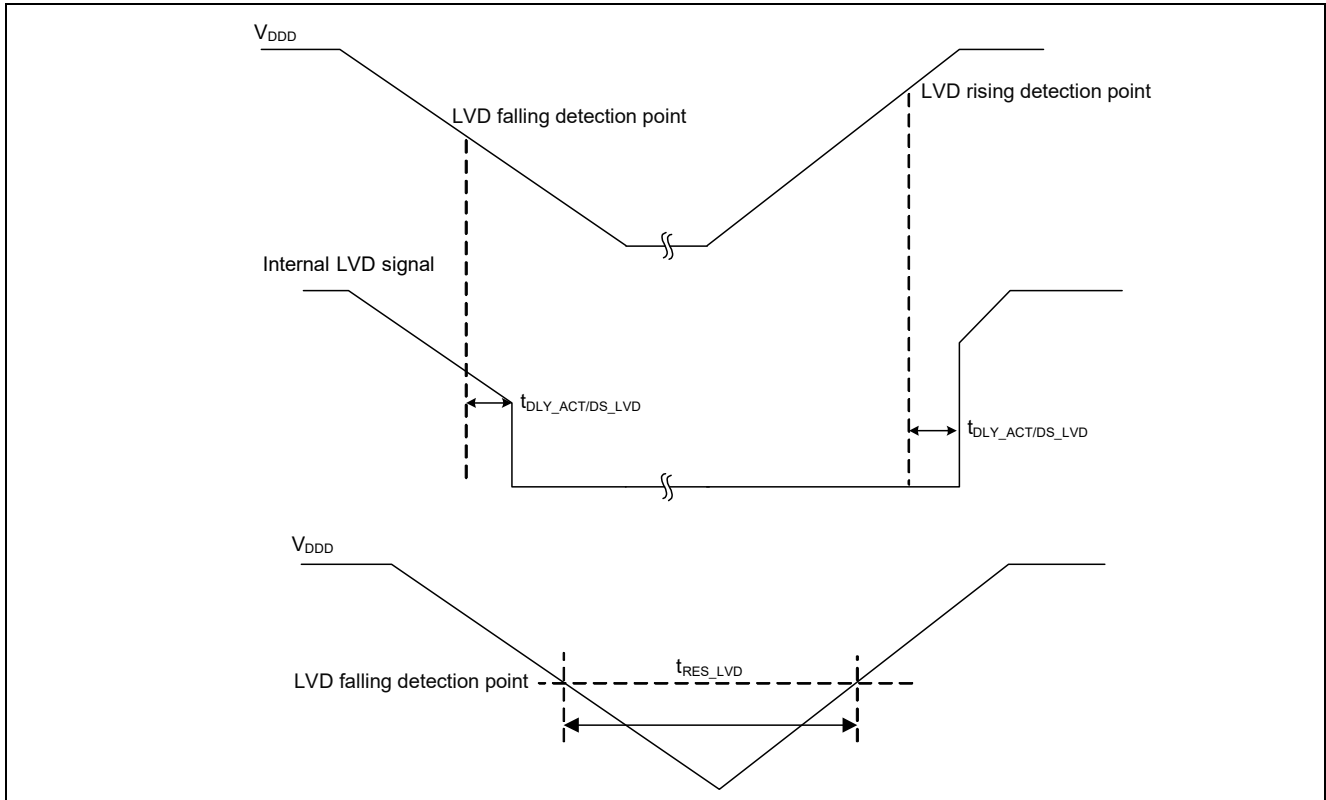 VDDD
LVD rising detection point
LVD falling detection point
Internal LVD signal
tDLY_ACT/DS_LVD
tDLY_ACT/DS_LVD
VDDD
tRES_LVD
LVD falling detection point